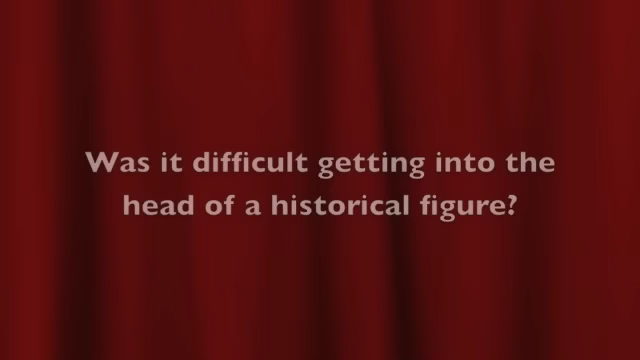 Was it difficult getting into the
head of a historical figure?